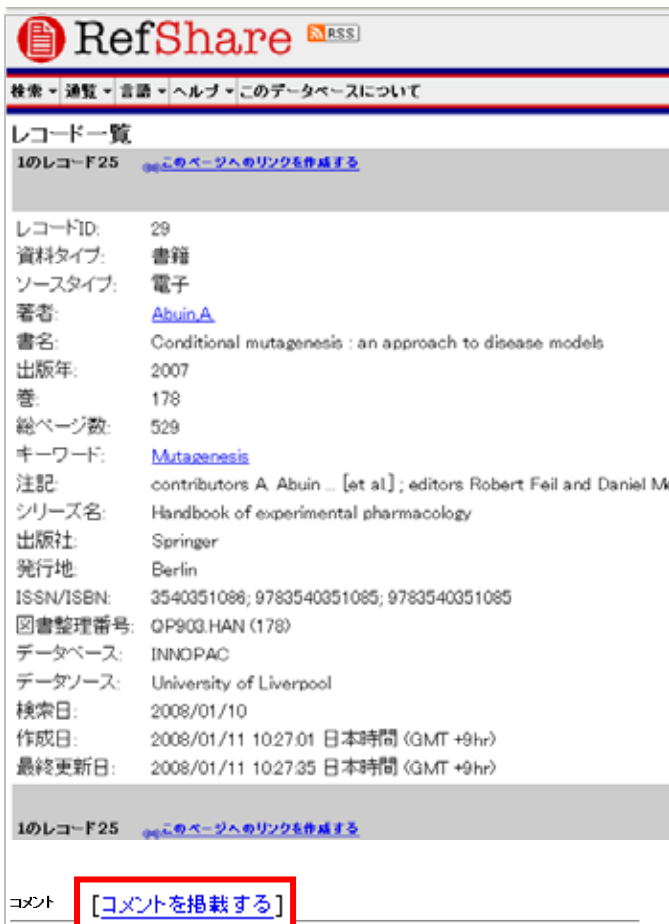 RefShare RSS
検索 通覧 言語 ヘルプ このデータベースについて
レコード一覧
1のレコード25 このページへのリンクを作成する
レコードID: 29
資料タイプ: 書籍
ソースタイプ: 電子
著者: Abuin,A.
書名: Conditional mutagenesis : an approach to disease models
出版年: 2007
巻: 178
総ページ数: 529
キーワード: Mutagenesis
注記: contributors A. Abuin ... [et al.] ; editors Robert Feil and Daniel
シリーズ名: Handbook of experimental pharmacology
出版社: Springer
発行地: Berlin
ISSN/ISBN: 3540351086; 9783540351085; 9783540351085
図書整理番号: QP903.HAN (178)
データベース: INNOPAC
データソース: University of Liverpool
検索日: 2008/01/10
作成日: 2008/01/11 10:27:01 日本時間 (GMT +9hr)
最終更新日: 2008/01/11 10:27:35 日本時間 (GMT +9hr)
1のレコード25 このページへのリンクを作成する
コメント [コメントを掲載する]